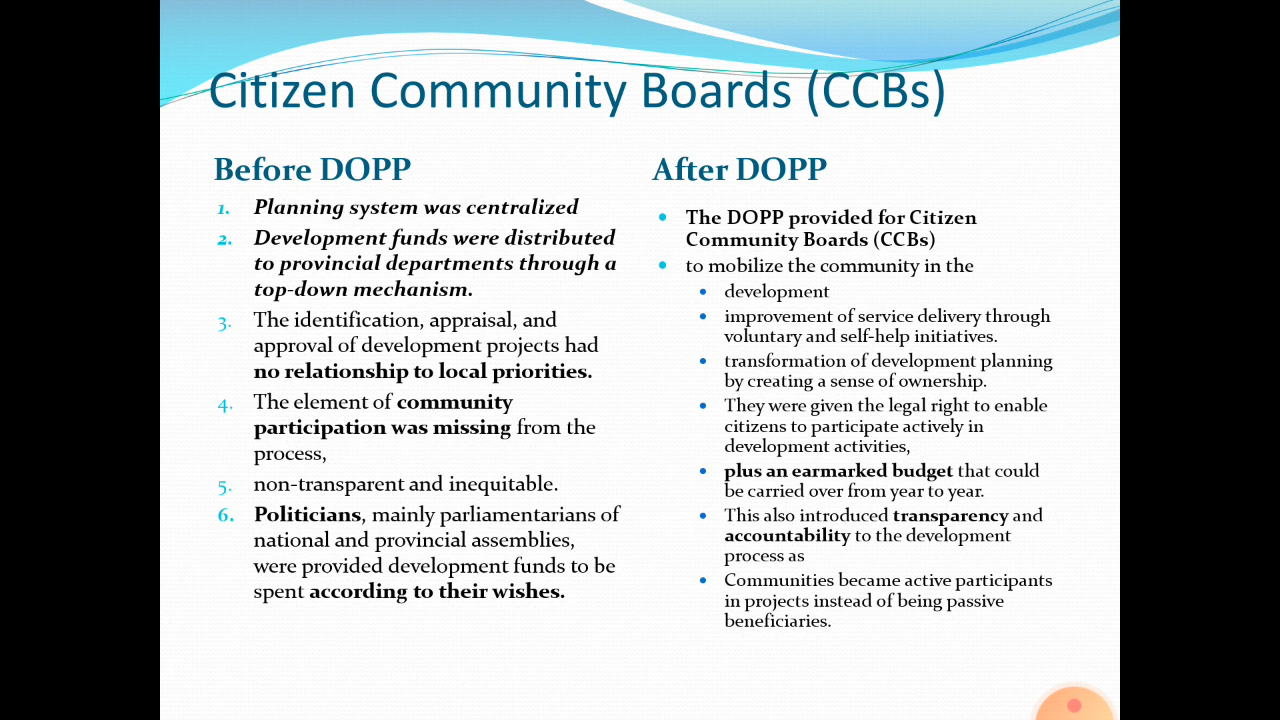 Citizen Community Boards (CCBs)
Before DOPP
1. Planning system was centralized
2. Development funds were distributed
to provincial departments through a
top-down mechanism.
3. The identification, appraisal, and
approval of development projects had
no relationship to local priorities.
4. The element of community
participation was missing from the
process,
5. non-transparent and inequitable.
6. Politicians, mainly parliamentarians of
national and provincial assemblies,
were provided development funds to be
spent according to their wishes.
After DOPP
• The DOPP provided for Citizen
Community Boards (CCBs)
• to mobilize the community in the
• development
• improvement of service delivery through
voluntary and self-help initiatives.
• transformation of development planning
by creating a sense of ownership.
• They were given the legal right to enable
citizens to participate actively in
development activities,
• plus an earmarked budget that could
be carried over from year to year.
• This also introduced transparency and
accountability to the development
process as
• Communities became active participants
in projects instead of being passive
beneficiaries.